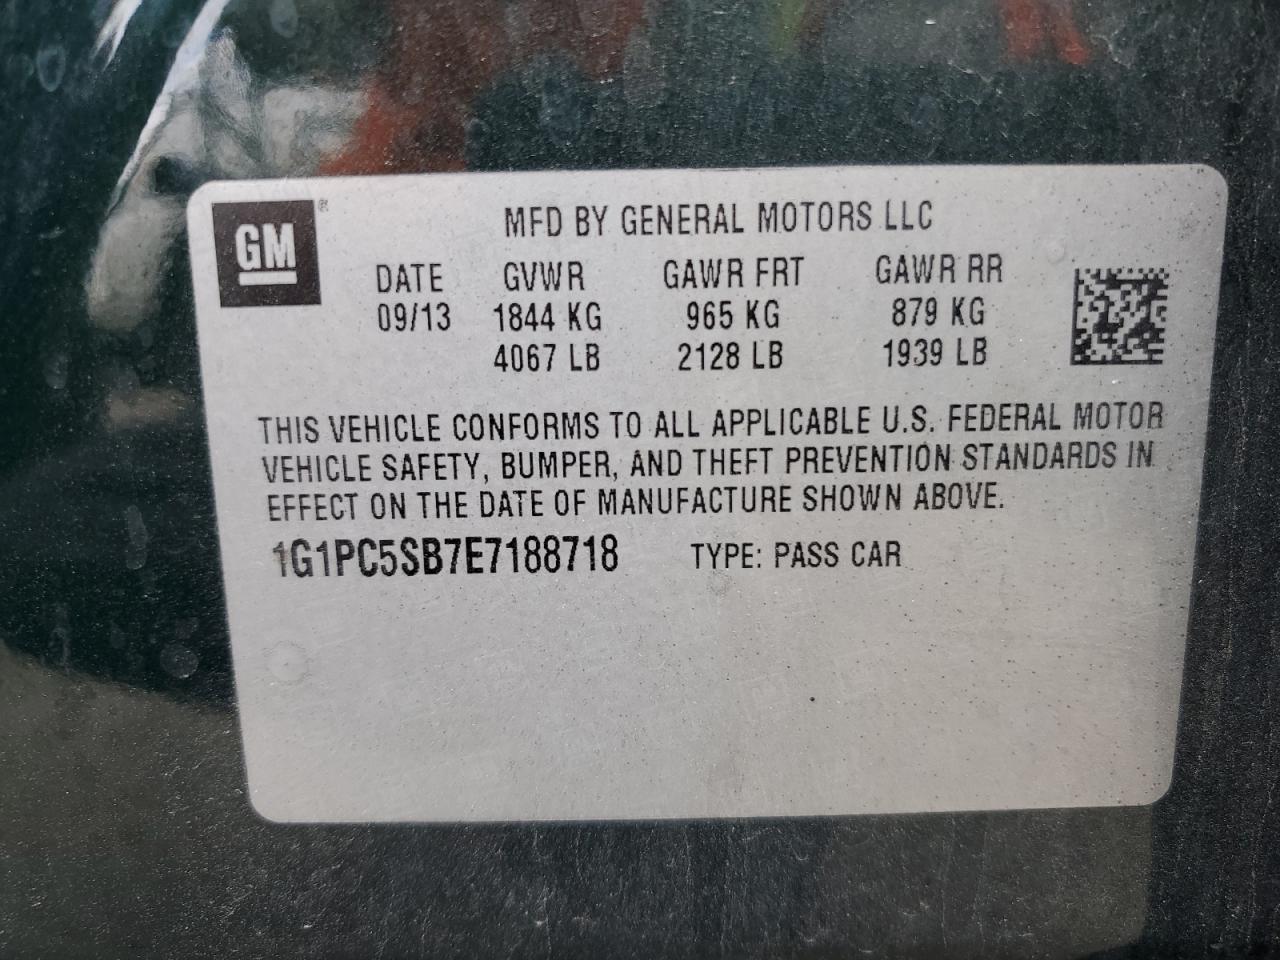 GM ®
MFD BY GENERAL MOTORS LLC
DATE GVWR GAWR FRT GAWR RR
09/13 1844 KG 965 KG 879 KG
4067 LB 2128 LB 1939 LB
THIS VEHICLE CONFORMS TO ALL APPLICABLE U.S. FEDERAL MOTOR
VEHICLE SAFETY, BUMPER, AND THEFT PREVENTION STANDARDS IN
EFFECT ON THE DATE OF MANUFACTURE SHOWN ABOVE.
1G1PC5SB7E7188718 TYPE: PASS CAR